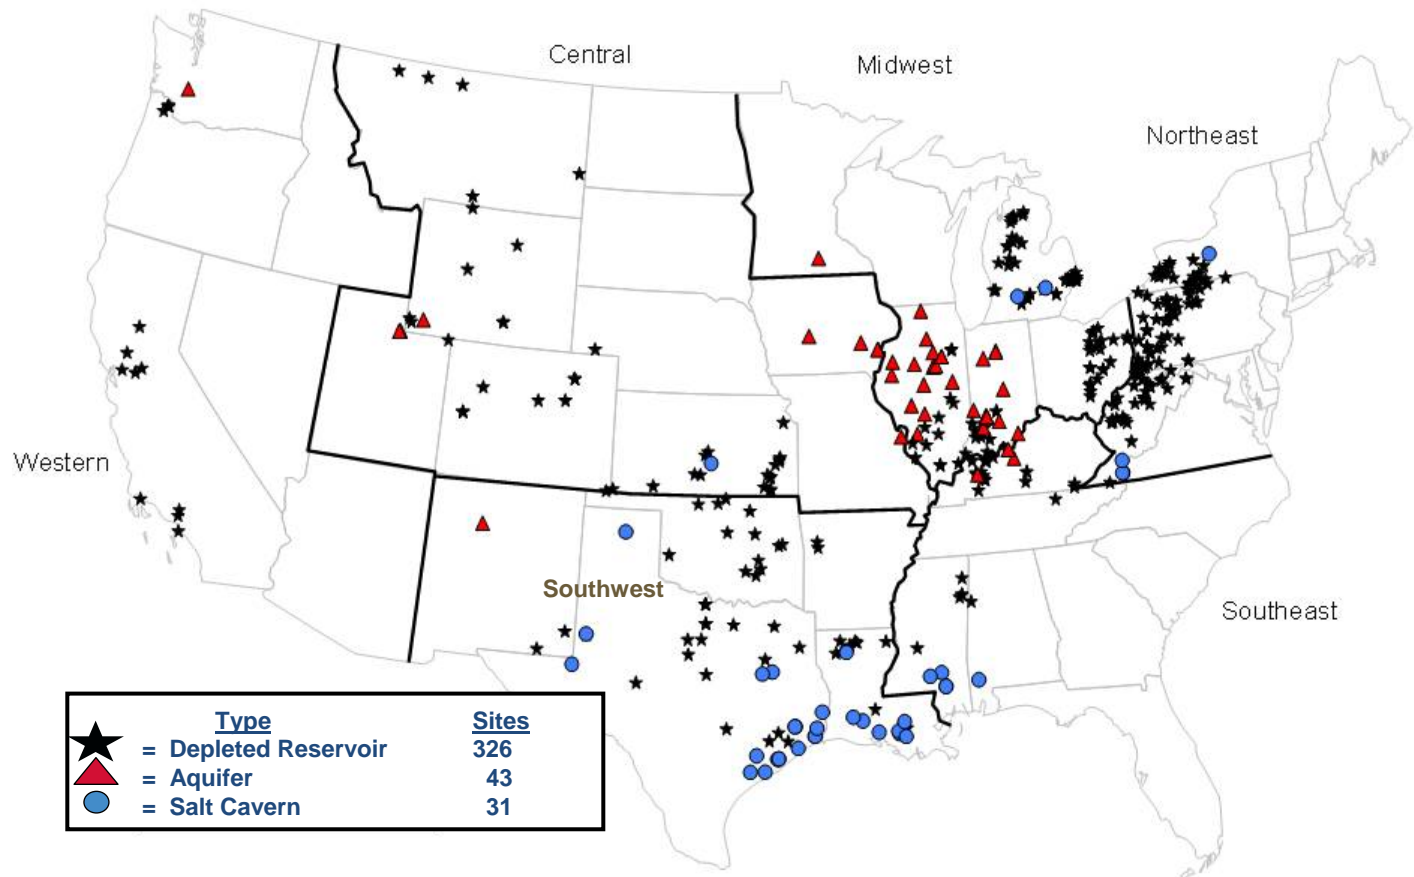 Central
Midwest
Northeast
Western
Southwest
Southeast
Type Sites
= Depleted Reservoir 326
= Aquifer 43
= Salt Cavern 31